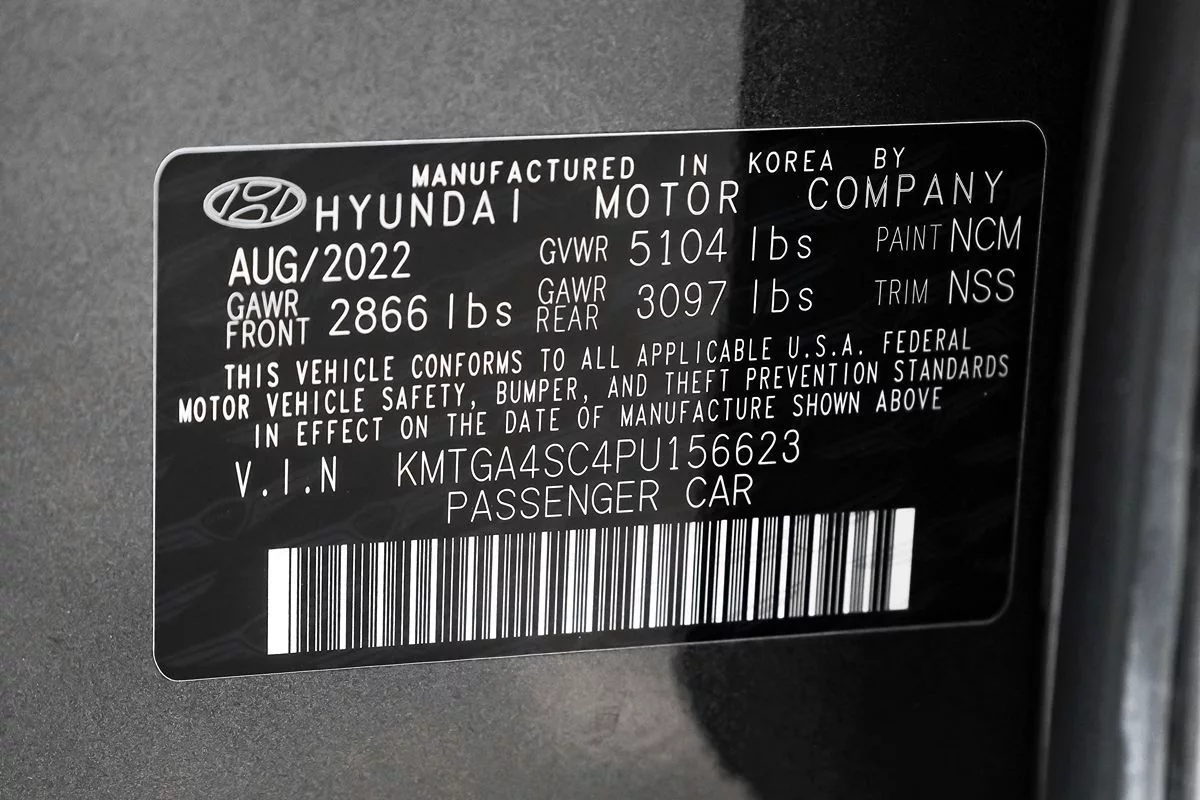 MANUFACTURED IN KOREA BY
HYUNDAI MOTOR COMPANY
AUG/2022 GVWR 5104 lbs PAINT NCM
GAWR FRONT 2866 lbs GAWR REAR 3097 lbs TRIM NSS
THIS VEHICLE CONFORMS TO ALL APPLICABLE U.S.A. FEDERAL
MOTOR VEHICLE SAFETY, BUMPER, AND THEFT PREVENTION STANDARDS
IN EFFECT ON THE DATE OF MANUFACTURE SHOWN ABOVE
V.I.N KMTGA4SC4PU156623
PASSENGER CAR